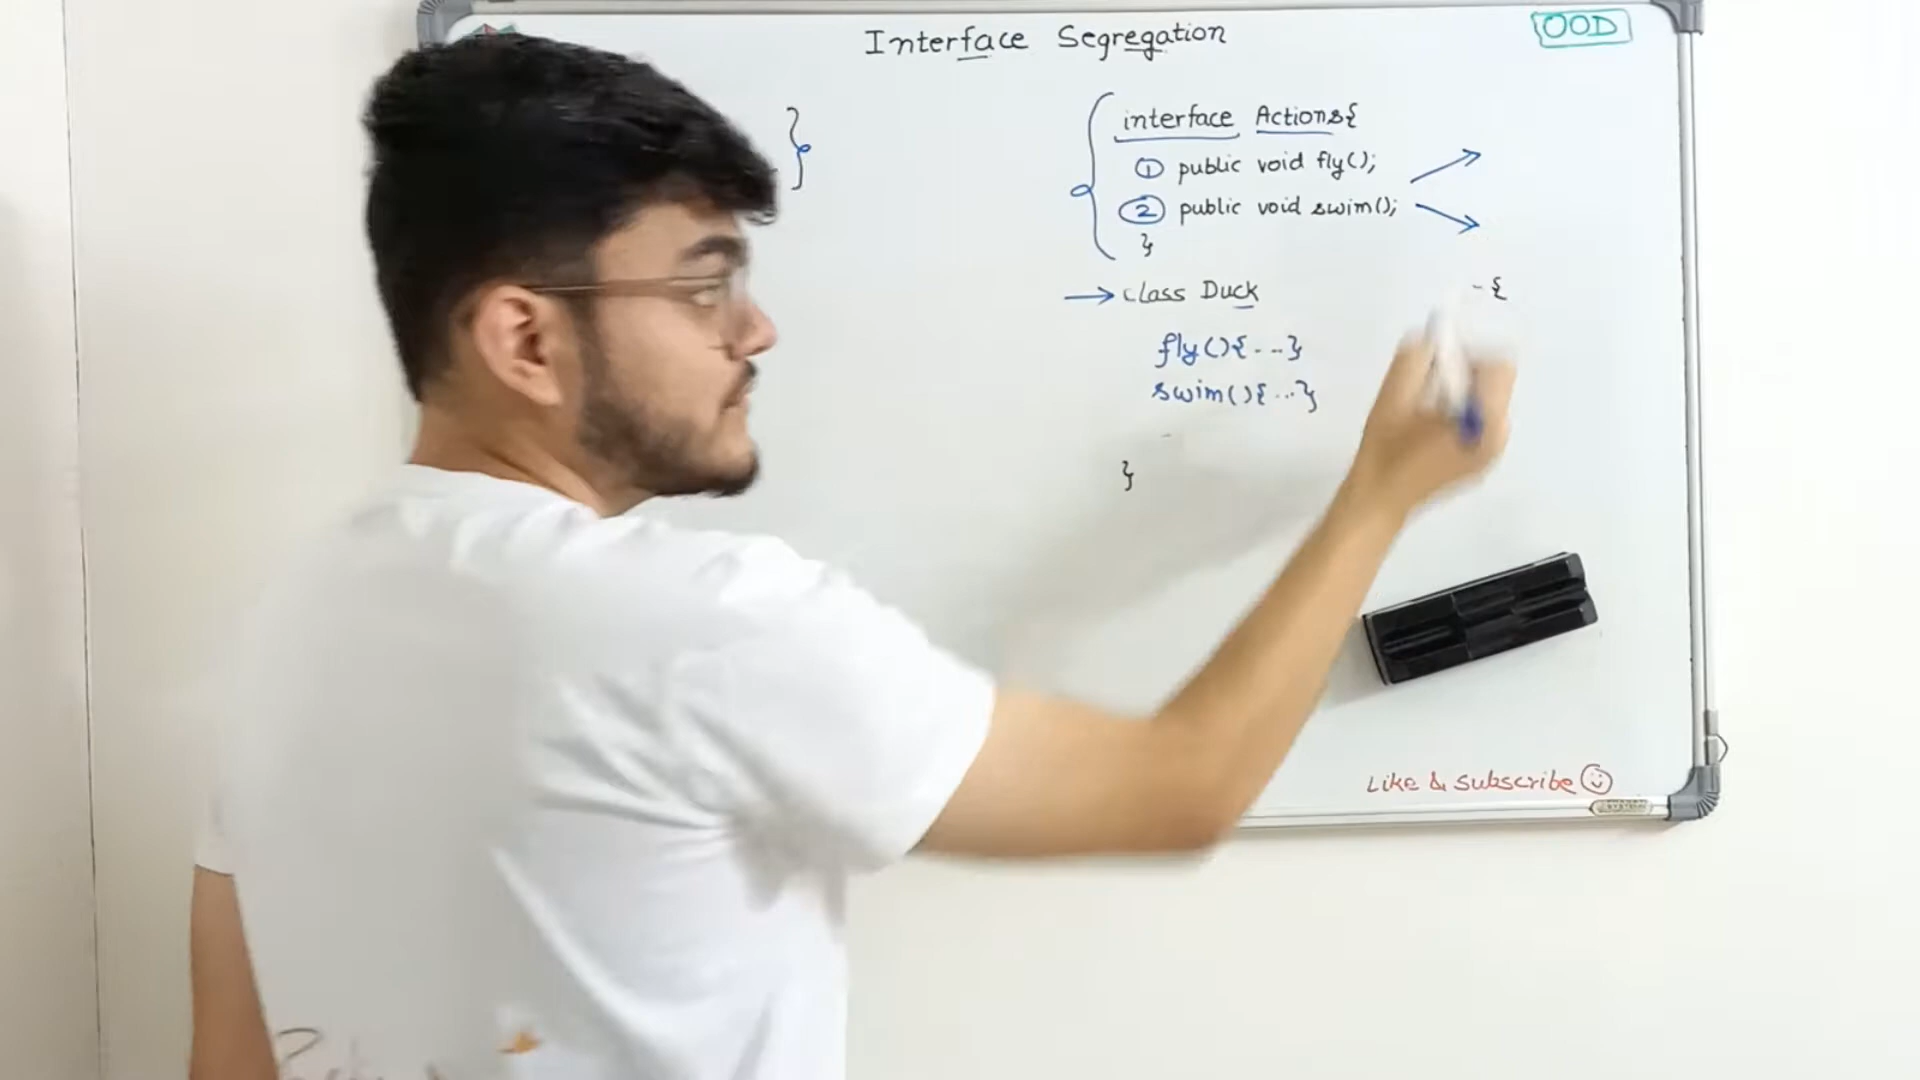 Interface Segregation
OOD
}
interface Actions{
① public void fly();
② public void swim();
}
class Duck
- {
fly(){---}
swim(){...}
-
}
Like & Subscribe